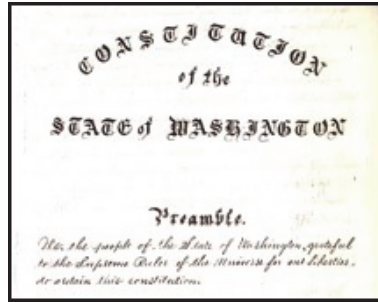 CONSTITUTION
of the
STATE of WASHINGTON
Preamble.
We, the people of the State of Washington, grateful
to the Supreme Ruler of the Universe for our liberties,
do ordain this constitution.